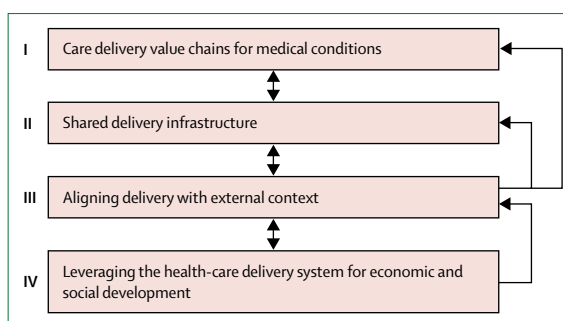 I Care delivery value chains for medical conditions
II Shared delivery infrastructure
III Aligning delivery with external context
IV Leveraging the health-care delivery system for economic and
social development